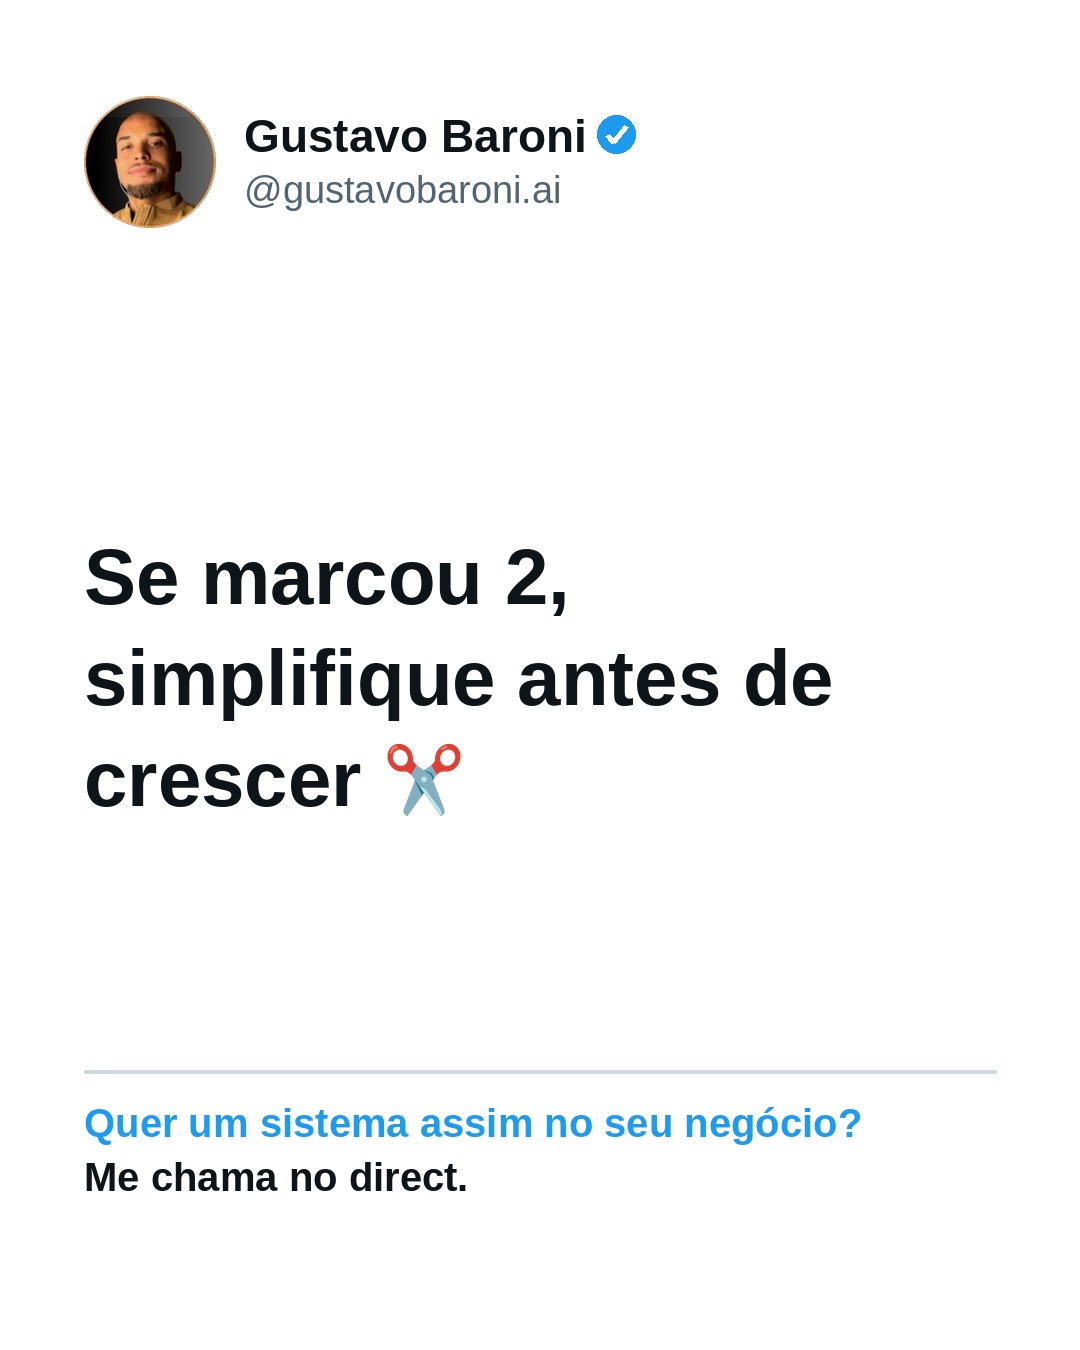 Gustavo Baroni
@gustavobaroni.ai
Se marcou 2,
simplifique antes de
crescer ✂️
Quer um sistema assim no seu negócio?
Me chama no direct.